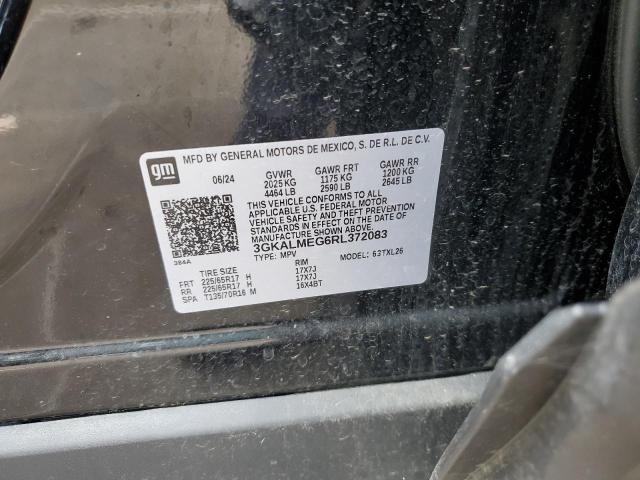 gm
MFD BY GENERAL MOTORS DE MEXICO, S. DE R.L. DE C.V.
06/24 GVWR GAWR FRT GAWR RR
2025 KG 1175 KG 1200 KG
4464 LB 2590 LB 2645 LB
THIS VEHICLE CONFORMS TO ALL
APPLICABLE U.S. FEDERAL MOTOR
VEHICLE SAFETY AND THEFT PREVENTION
STANDARDS IN EFFECT ON THE DATE OF
MANUFACTURE SHOWN ABOVE.
3GKALMEG6RL372083
384A
TYPE: MPV MODEL: 63TXL26
TIRE SIZE RIM
FRT 225/65R17 H 17X7J
RR 225/65R17 H 17X7J
SPA T135/70R16 M 16X4BT